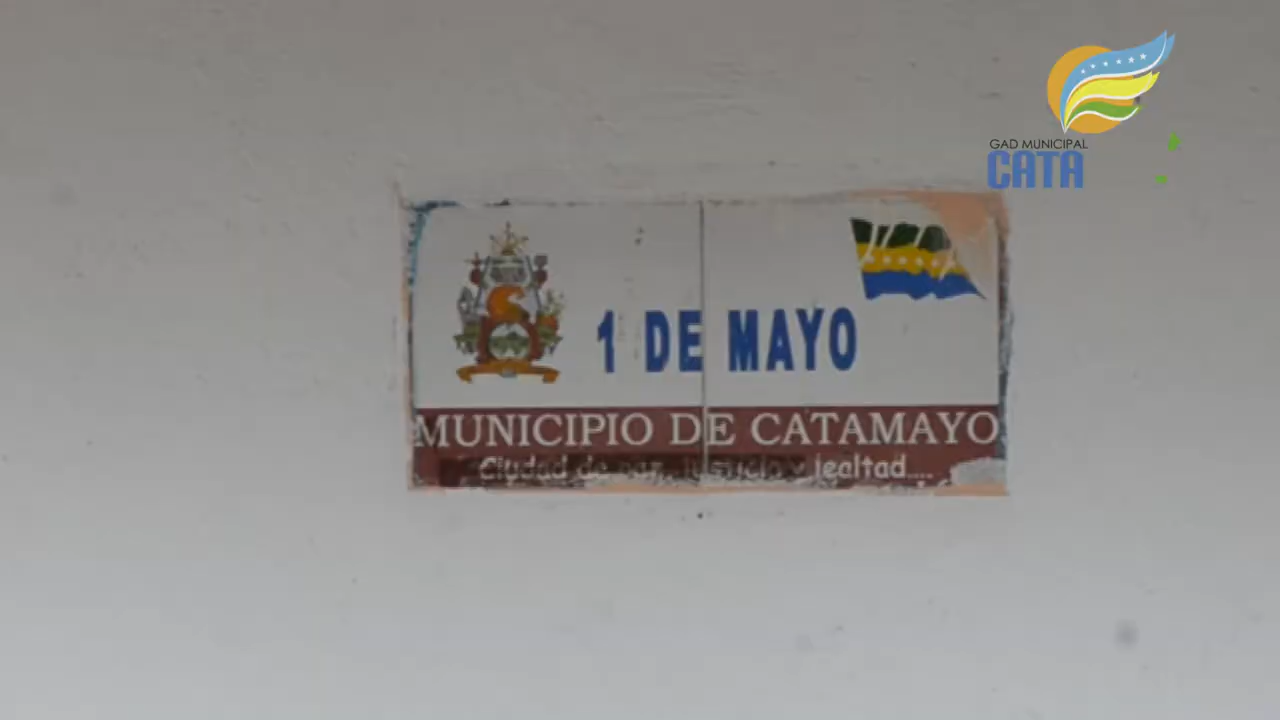 GAD MUNICIPAL
CATA
1 DE MAYO
MUNICIPIO DE CATAMAYO
Ciudad de paz, justicia y lealtad....